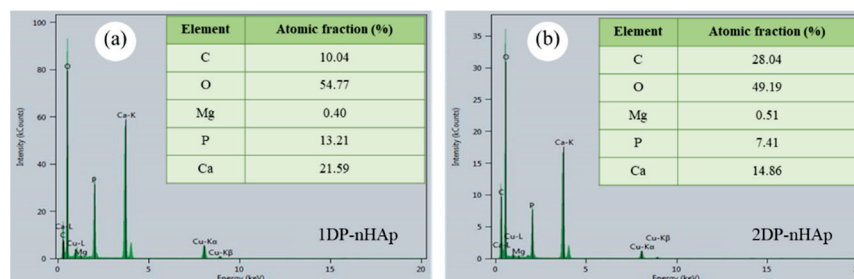 (a)
Element Atomic fraction (%)
C 10.04
O 54.77
Mg 0.40
P 13.21
Ca 21.59
Intensity (kCounts)
80
60
40
20
0
O
Ca-K
P
Ca-L
C
Cu-L
Mg
Cu-Kα
Cu-Kβ
1DP-nHAp
0 5 10 15 20
Energy (keV)
(b)
Element Atomic fraction (%)
C 28.04
O 49.19
Mg 0.51
P 7.41
Ca 14.86
Intensity (kCounts)
35
30
25
20
15
10
5
0
O
Ca-K
C
P
Cu-L
Ca-L
Mg
Cu-Kβ
Cu-Kα
2DP-nHAp
0 5 10 15
Energy (keV)